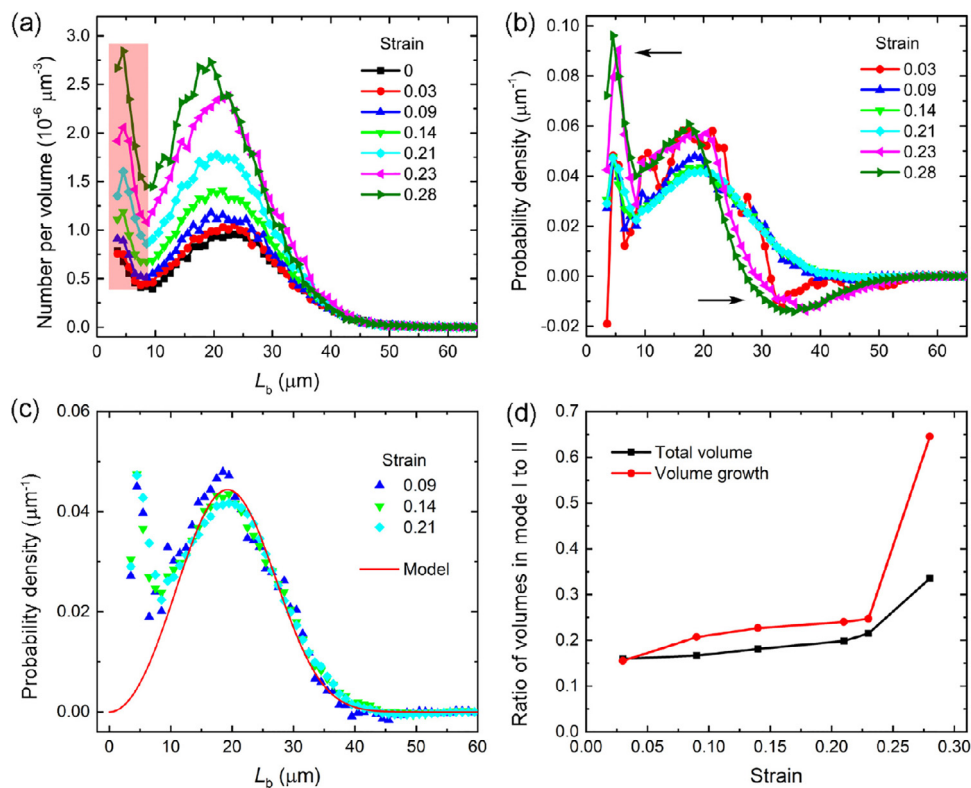 (a)
Number per volume (10⁻⁶ μm⁻³)
3.0
2.5
2.0
1.5
1.0
0.5
0.0
Strain
0
0.03
0.09
0.14
0.21
0.23
0.28
0 10 20 30 40 50 60
L_b (μm)
(b)
Probability density (μm⁻¹)
0.10
0.08
0.06
0.04
0.02
0.00
-0.02
Strain
0.03
0.09
0.14
0.21
0.23
0.28
0 10 20 30 40 50 60
L_b (μm)
(c)
Probability density (μm⁻¹)
0.06
0.04
0.02
0.00
Strain
0.09
0.14
0.21
Model
0 10 20 30 40 50 60
L_b (μm)
(d)
Ratio of volumes in mode I to II
0.7
0.6
0.5
0.4
0.3
0.2
0.1
0.0
Total volume
Volume growth
0.00 0.05 0.10 0.15 0.20 0.25 0.30
Strain